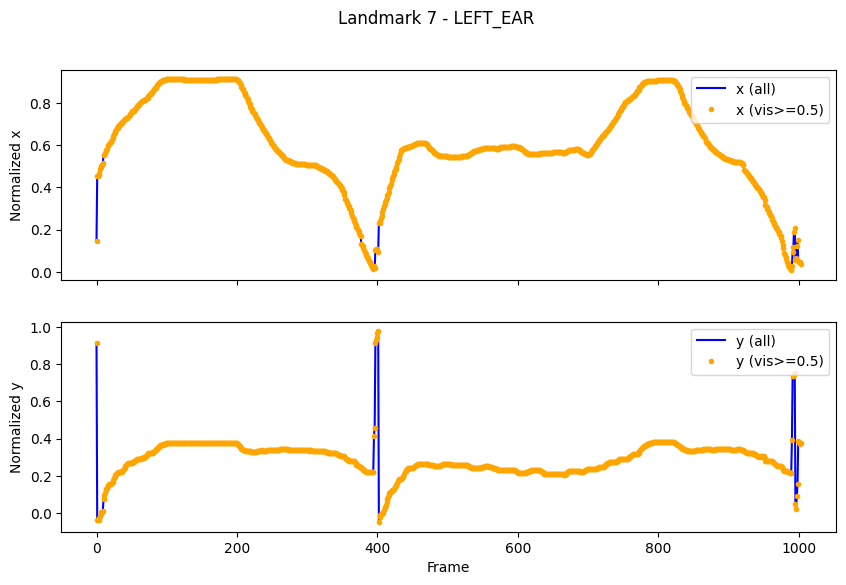 Landmark 7 - LEFT_EAR
Normalized x
0.8
0.6
0.4
0.2
0.0
x (all)
x (vis>=0.5)
Normalized y
1.0
0.8
0.6
0.4
0.2
0.0
y (all)
y (vis>=0.5)
0 200 400 600 800 1000
Frame